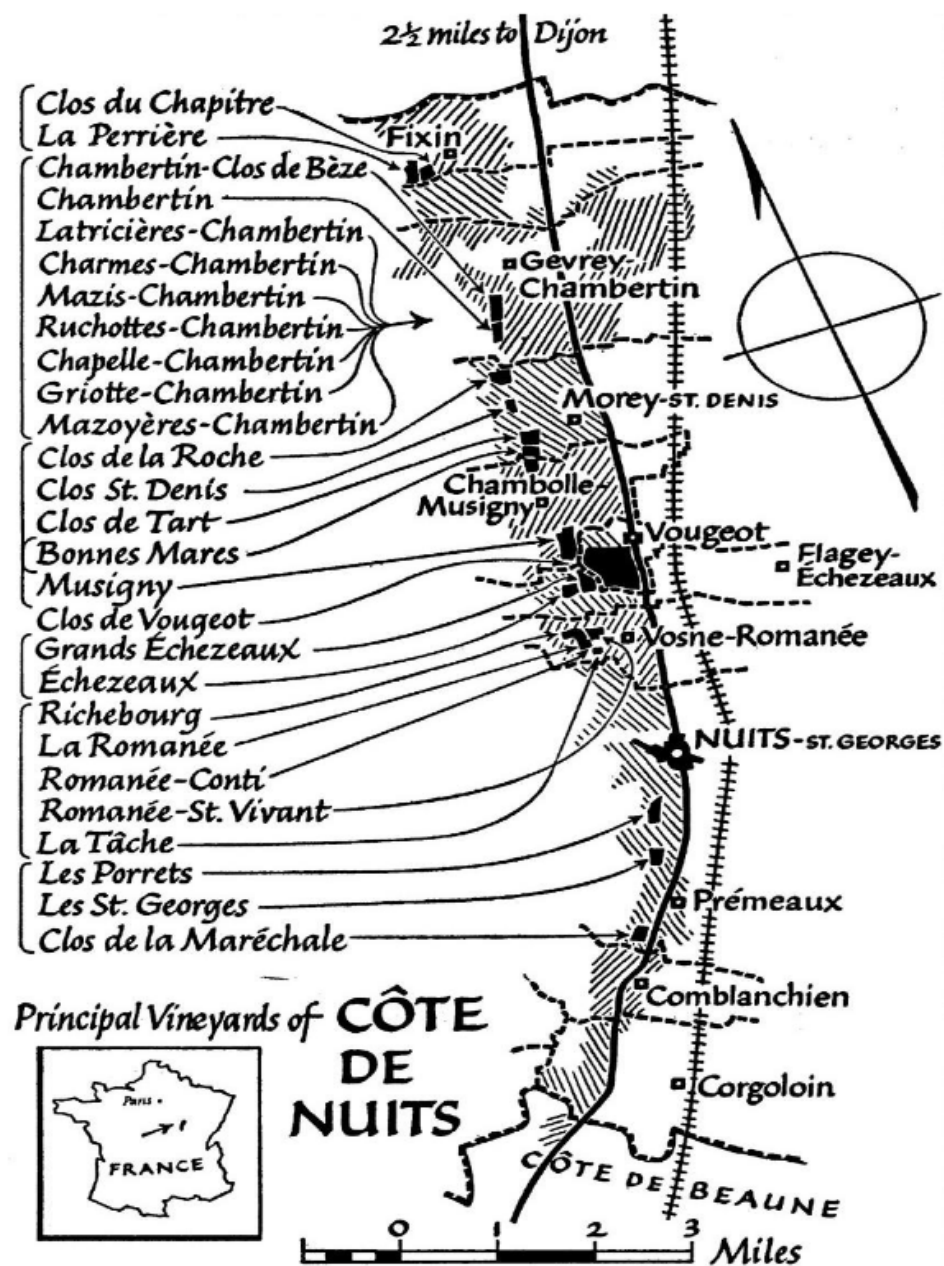 2½ miles to Dijon
Clos du Chapitre
La Perrière
Chambertin-Clos de Bèze
Chambertin
Latricières-Chambertin
Charmes-Chambertin
Mazis-Chambertin
Ruchottes-Chambertin
Chapelle-Chambertin
Griotte-Chambertin
Mazoyères-Chambertin
Clos de la Roche
Clos St. Denis
Clos de Tart
Bonnes Mares
Musigny
Clos de Vougeot
Grands Échezeaux
Échezeaux
Richebourg
La Romanée
Romanée-Conti
Romanée-St. Vivant
La Tâche
Les Porrets
Les St. Georges
Clos de la Maréchale
Fixin
Gevrey-
Chambertin
Morey-ST. DENIS
Chambolle-
Musigny
Vougeot
Flagey-
Échezeaux
Vosne-Romanée
NUITS-ST. GEORGES
Prémeaux
Comblanchien
Corgoloin
CÔTE DE BEAUNE
Principal Vineyards of CÔTE
DE
NUITS
Paris
FRANCE
0 1 2 3
Miles